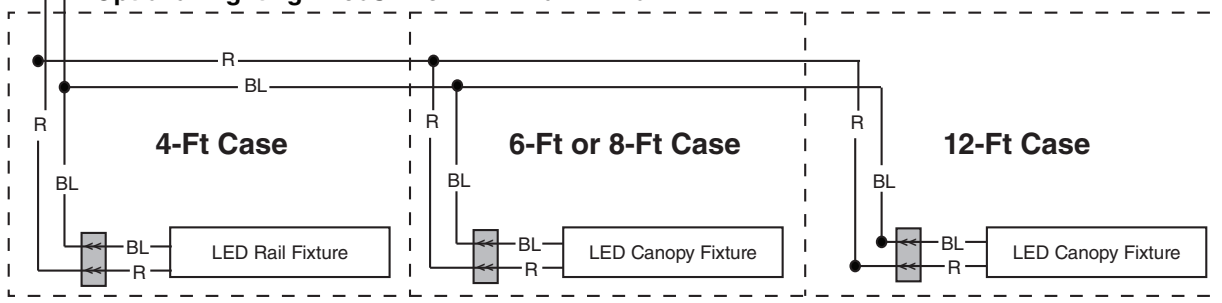 R
BL
R
R
R
4-Ft Case
6-Ft or 8-Ft Case
12-Ft Case
BL
BL
BL
BL
LED Rail Fixture
R
BL
LED Canopy Fixture
R
BL
LED Canopy Fixture
R